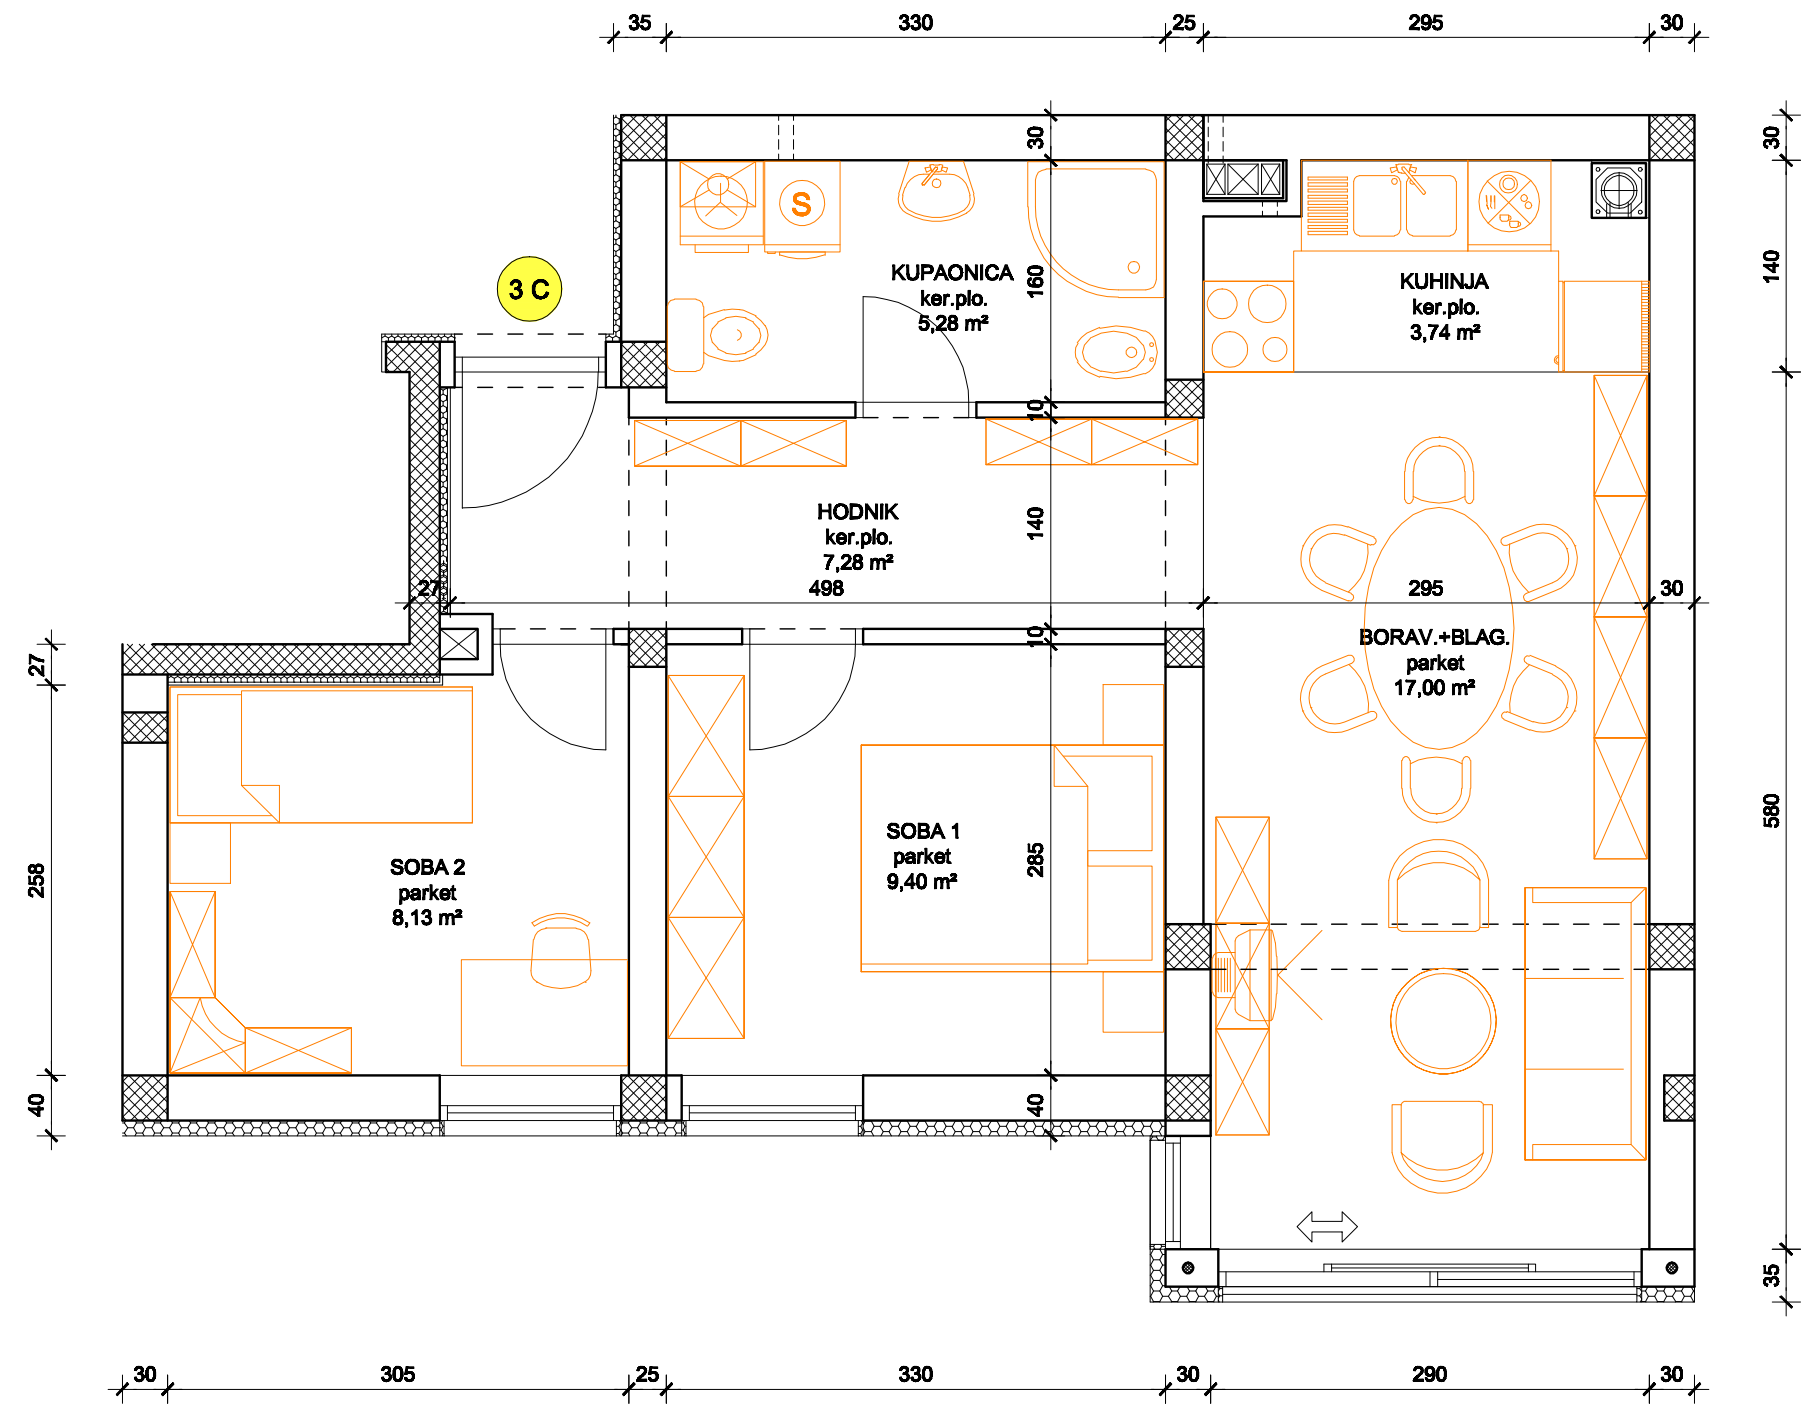 35 330 25 295 30
30
30
S
3 C
KUPAONICA
ker.plo.
5,28 m²
160
KUHINJA
ker.plo.
3,74 m²
140
10
HODNIK
ker.plo.
7,28 m²
140
27 498 295 30
10
BORAV.+BLAG.
parket
17,00 m²
27
SOBA 1
parket
9,40 m²
285
SOBA 2
parket
8,13 m²
258
580
40
40
35
30 305 25 330 30 290 30